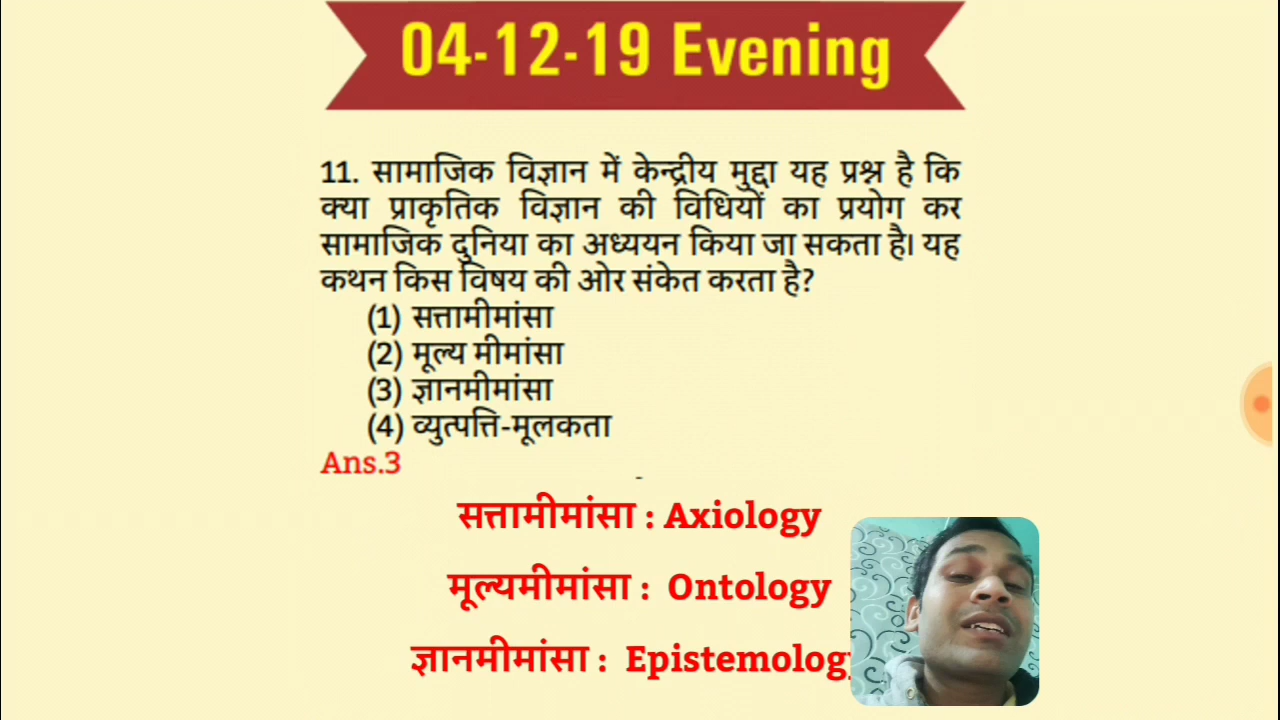 04-12-19 Evening
11. सामाजिक विज्ञान में केन्द्रीय मुद्दा यह प्रश्न है कि
क्या प्राकृतिक विज्ञान की विधियों का प्रयोग कर
सामाजिक दुनिया का अध्ययन किया जा सकता है। यह
कथन किस विषय की ओर संकेत करता है?
(1) सत्तामीमांसा
(2) मूल्य मीमांसा
(3) ज्ञानमीमांसा
(4) व्युत्पत्ति-मूलकता
Ans.3
सत्तामीमांसा : Axiology
मूल्यमीमांसा : Ontology
ज्ञानमीमांसा : Epistemology